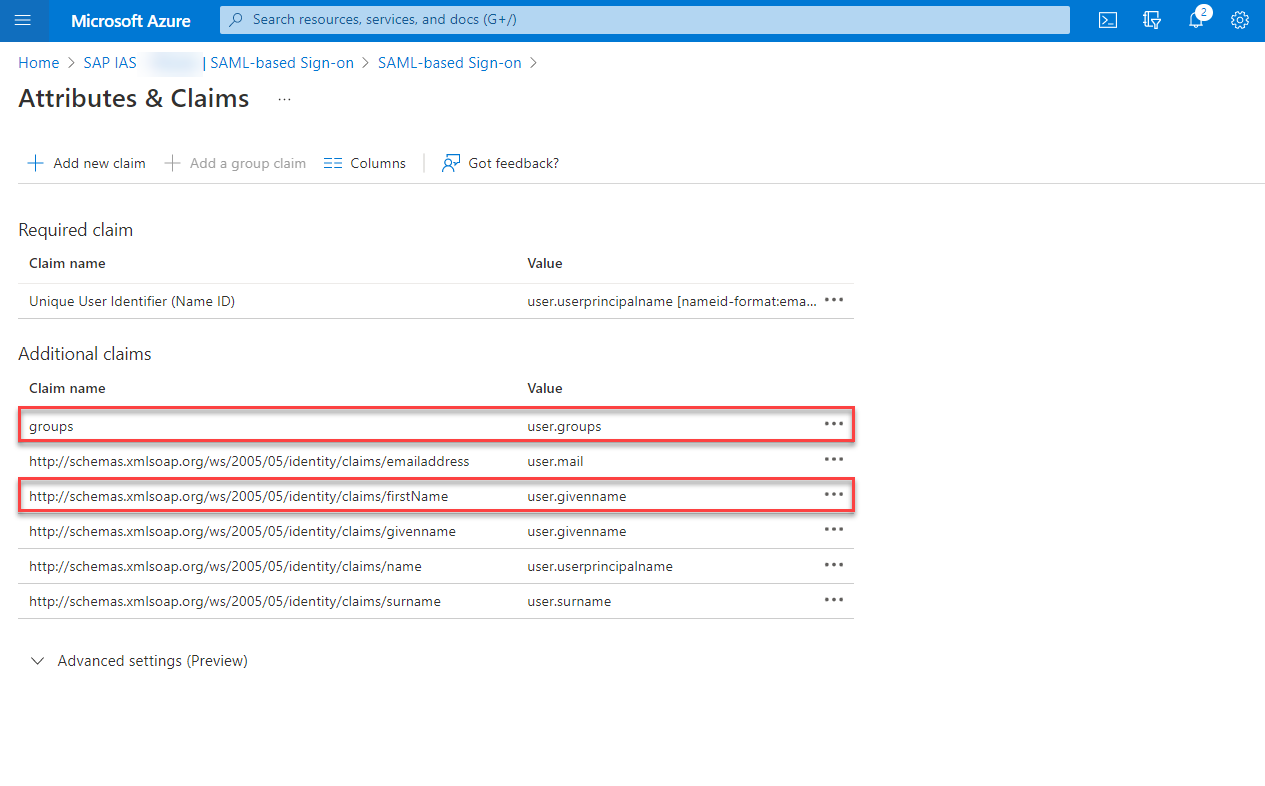 Microsoft Azure
Search resources, services, and docs (G+/)
2
Home > SAP IAS | SAML-based Sign-on > SAML-based Sign-on >
Attributes & Claims ...
Add new claim Add a group claim Columns Got feedback?
Required claim
Claim name Value
Unique User Identifier (Name ID) user.userprincipalname [nameid-format:ema...
Additional claims
Claim name Value
groups user.groups
http://schemas.xmlsoap.org/ws/2005/05/identity/claims/emailaddress user.mail
http://schemas.xmlsoap.org/ws/2005/05/identity/claims/firstName user.givenname
http://schemas.xmlsoap.org/ws/2005/05/identity/claims/givenname user.givenname
http://schemas.xmlsoap.org/ws/2005/05/identity/claims/name user.userprincipalname
http://schemas.xmlsoap.org/ws/2005/05/identity/claims/surname user.surname
Advanced settings (Preview)